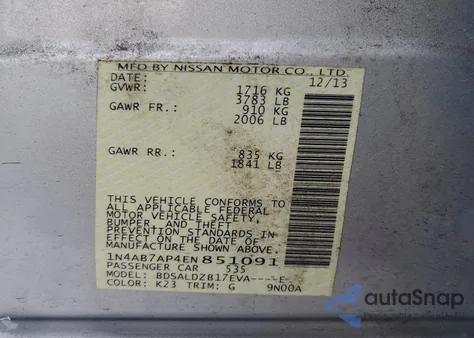 MFD BY NISSAN MOTOR CO., LTD.
DATE: 12/13
GVWR: 1716 KG
3783 LB
GAWR FR.: 910 KG
2006 LB
GAWR RR.: 835 KG
1841 LB
THIS VEHICLE CONFORMS TO
ALL APPLICABLE FEDERAL
MOTOR VEHICLE SAFETY,
BUMPER, AND THEFT
PREVENTION STANDARDS IN
EFFECT ON THE DATE OF
MANUFACTURE SHOWN ABOVE.
1N4AB7AP4EN851091
PASSENGER CAR 535
MODEL: BDSALDZB17EVA-----E-
COLOR: K23 TRIM: G 9N00A
autoSnap
POWERED BY